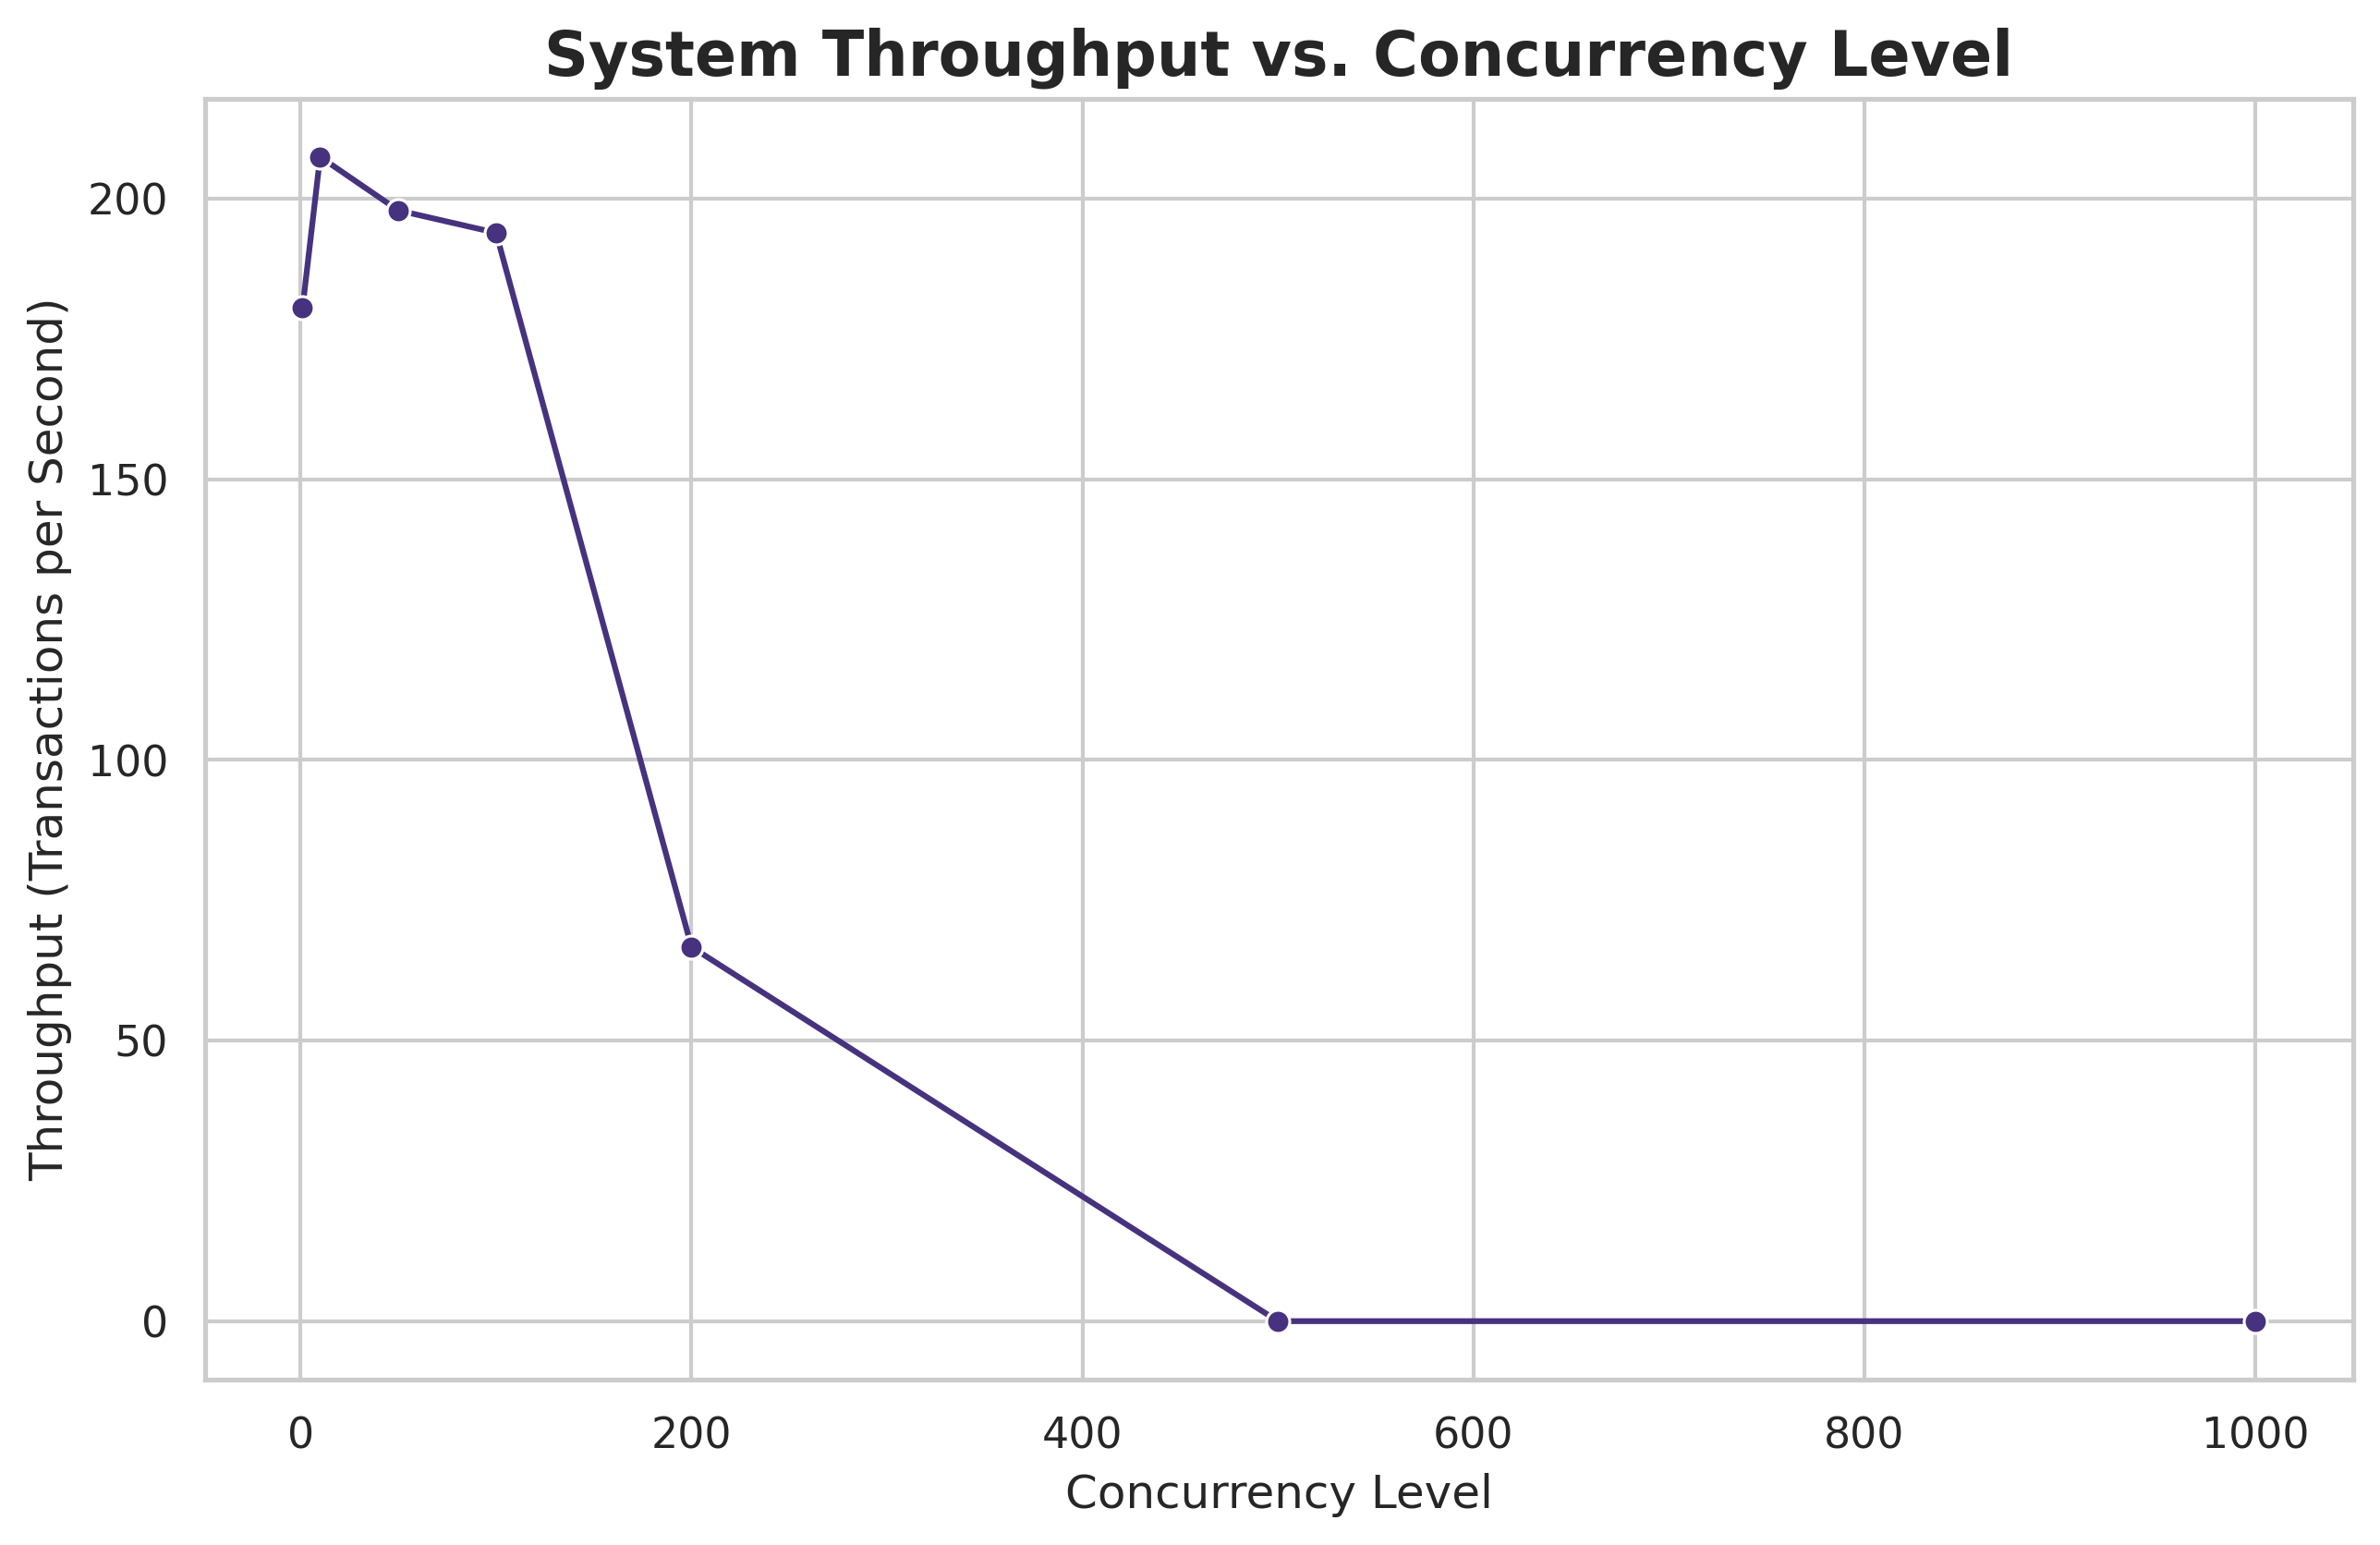 System Throughput vs. Concurrency Level
Throughput (Transactions per Second)
200
150
100
50
0
0 200 400 600 800 1000
Concurrency Level